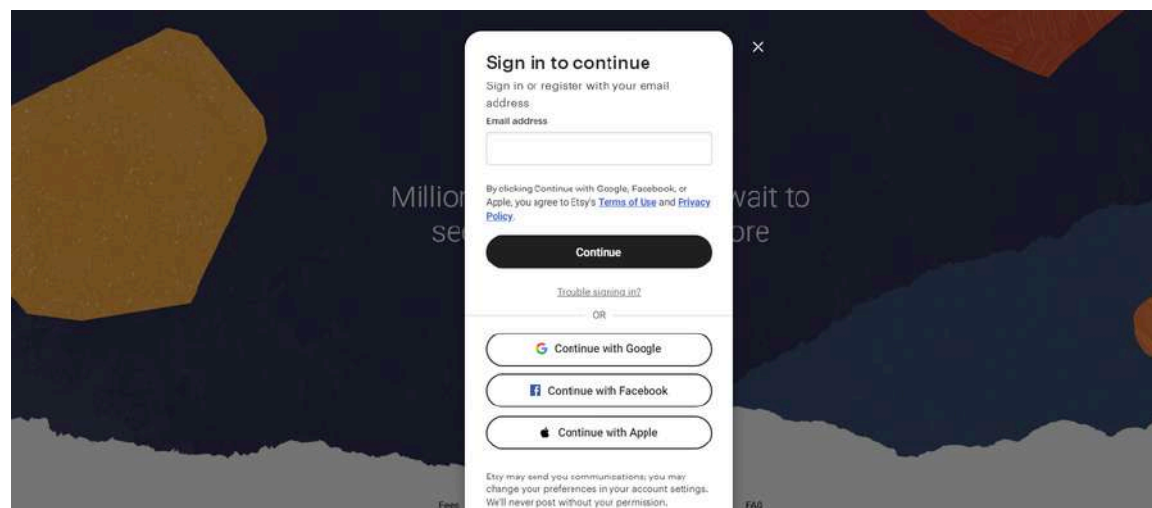 Sign in to continue
Sign in or register with your email
address
Email address
By clicking Continue with Google, Facebook, or
Apple, you agree to Etsy's Terms of Use and Privacy
Policy.
Continue
Trouble signing in?
OR
Continue with Google
Continue with Facebook
Continue with Apple
Etsy may send you communications; you may
change your preferences in your account settings.
We'll never post without your permission.
Million wait to
se ore
Fees FAQ